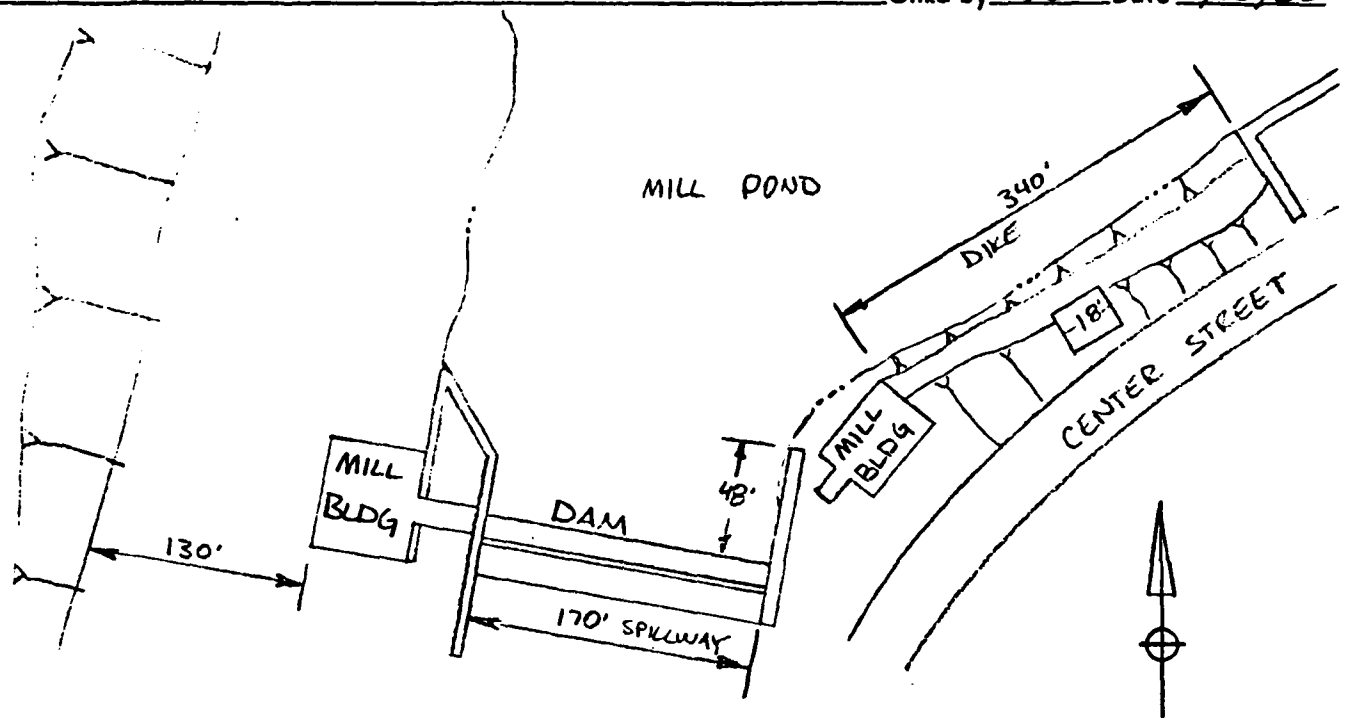 MILL POND
340'
DIKE
18'
CENTER STREET
MILL
BLDG
MILL
BLDG
48'
DAM
130'
170' SPILLWAY